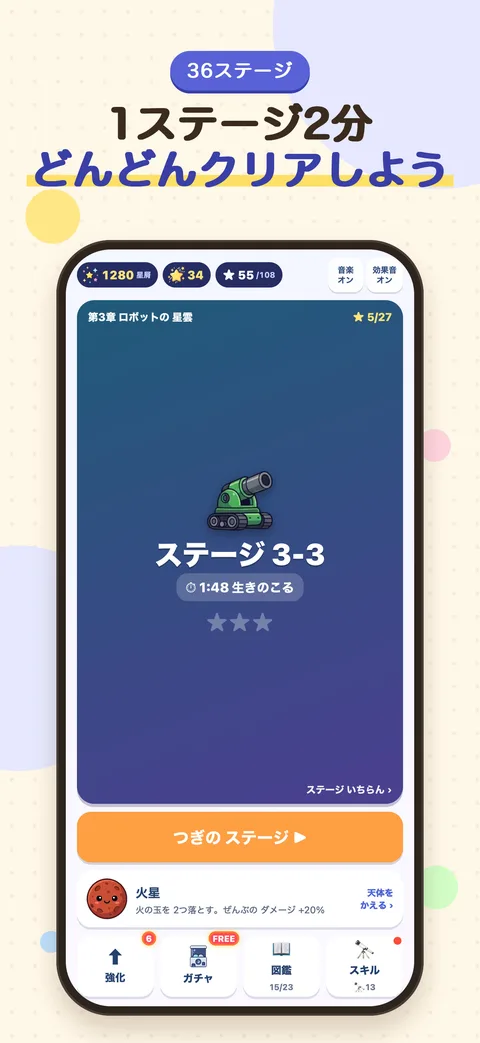 36ステージ
1ステージ2分
どんどんクリアしよう
1280 星屑
34
55/108
音楽
オン
効果音
オン
第3章 ロボットの 星雲
5/27
ステージ 3-3
1:48 生きのこる
ステージ いちらん ›
つぎの ステージ ▶
火星
火の玉を 2つ落とす。ぜんぶの ダメージ +20%
天体を
かえる ›
6
強化
FREE
ガチャ
図鑑
15/23
スキル
13